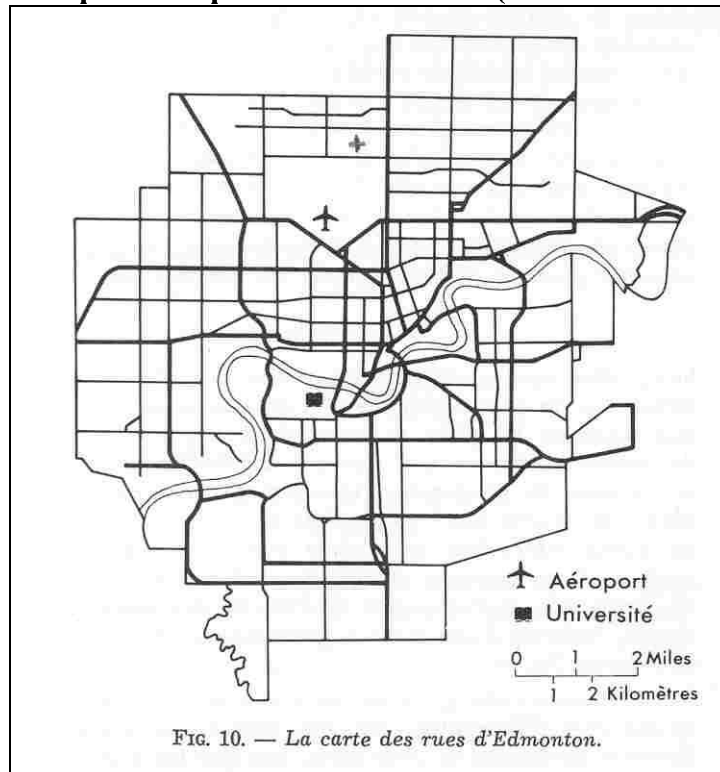 Aéroport
Université
0 1 2 Miles
1 2 Kilomètres
FIG. 10. — La carte des rues d'Edmonton.